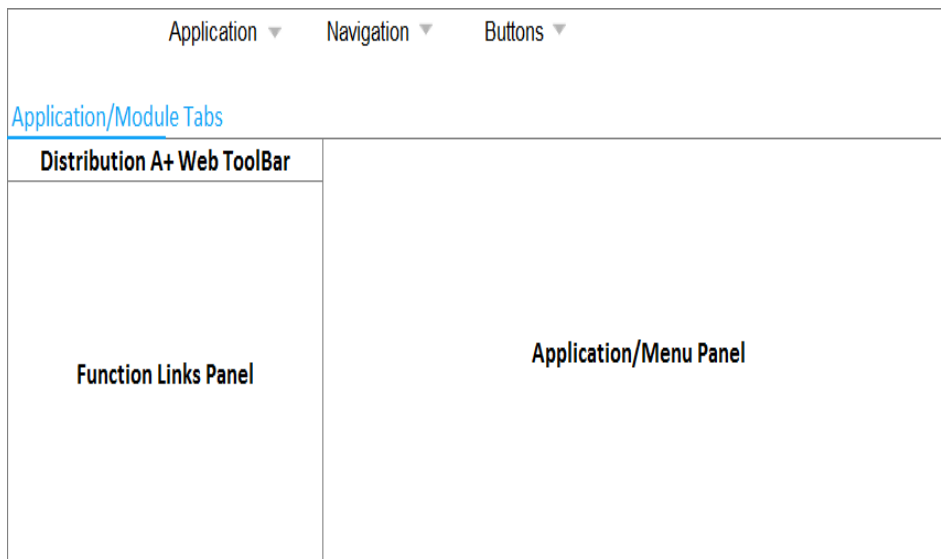 Application Navigation Buttons
Application/Module Tabs
Distribution A+ Web ToolBar
Application/Menu Panel
Function Links Panel